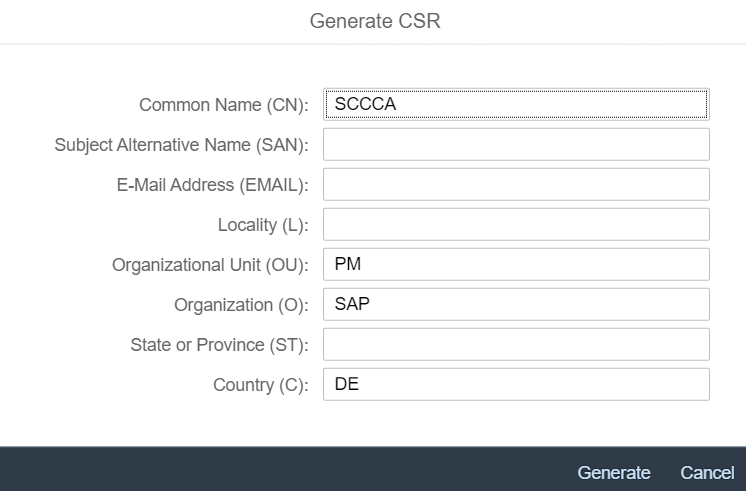 Generate CSR
Common Name (CN): SCCCA
Subject Alternative Name (SAN):
E-Mail Address (EMAIL):
Locality (L):
Organizational Unit (OU): PM
Organization (O): SAP
State or Province (ST):
Country (C): DE
Generate Cancel